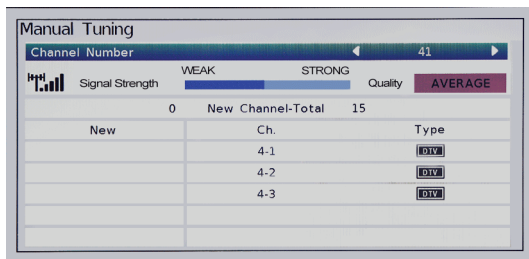 Manual Tuning
Channel Number 41
WEAK STRONG
Signal Strength Quality AVERAGE
0 New Channel-Total 15
New Ch. Type
4-1 DTV
4-2 DTV
4-3 DTV